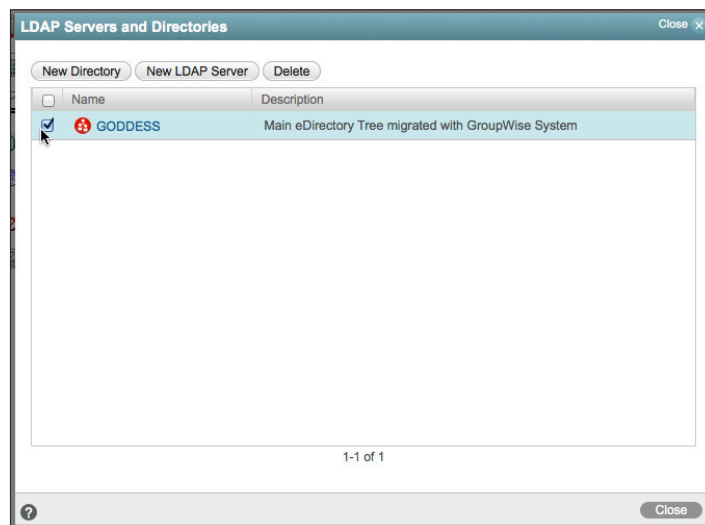 LDAP Servers and Directories Close x
New Directory New LDAP Server Delete
Name Description
GODDESS Main eDirectory Tree migrated with GroupWise System
1-1 of 1
? Close